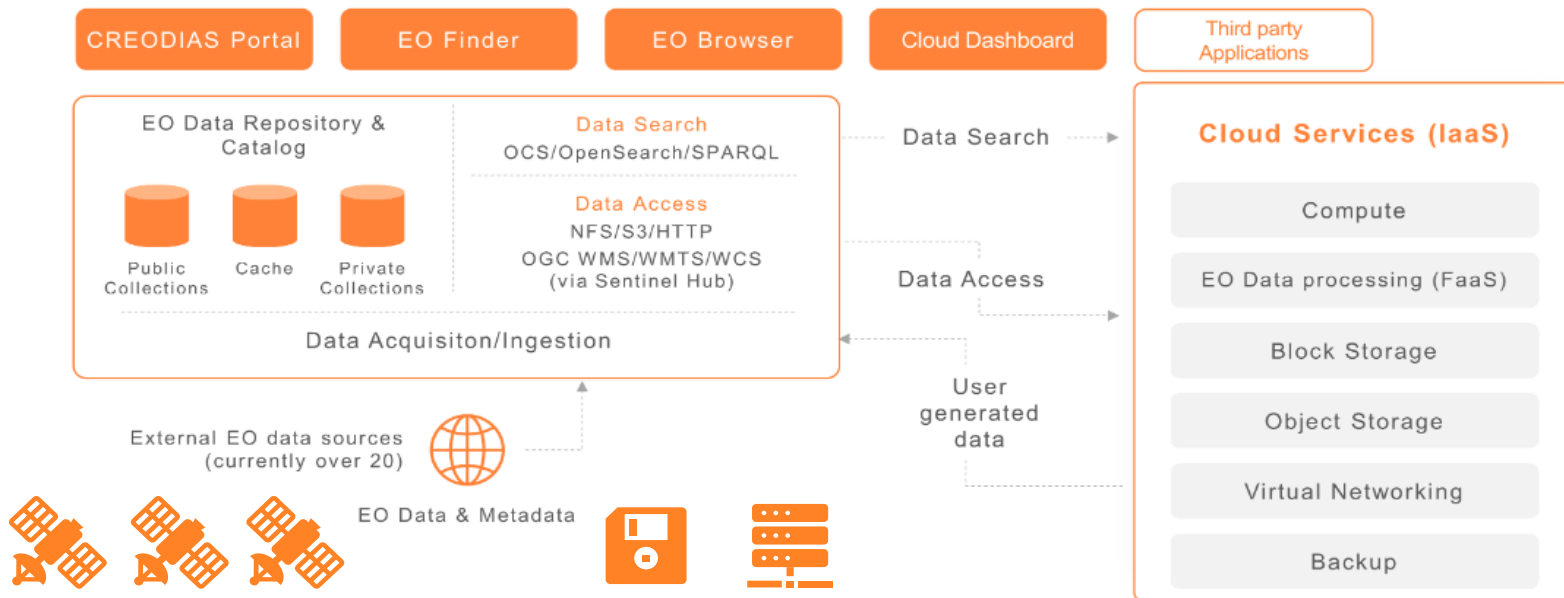 CREODIAS Portal
EO Finder
EO Browser
Cloud Dashboard
Third party
Applications
EO Data Repository &
Catalog
Public
Collections
Cache
Private
Collections
Data Search
OCS/OpenSearch/SPARQL
Data Access
NFS/S3/HTTP
OGC WMS/WMTS/WCS
(via Sentinel Hub)
Data Acquisiton/Ingestion
Data Search
Data Access
User
generated
data
External EO data sources
(currently over 20)
EO Data & Metadata
Cloud Services (IaaS)
Compute
EO Data processing (FaaS)
Block Storage
Object Storage
Virtual Networking
Backup